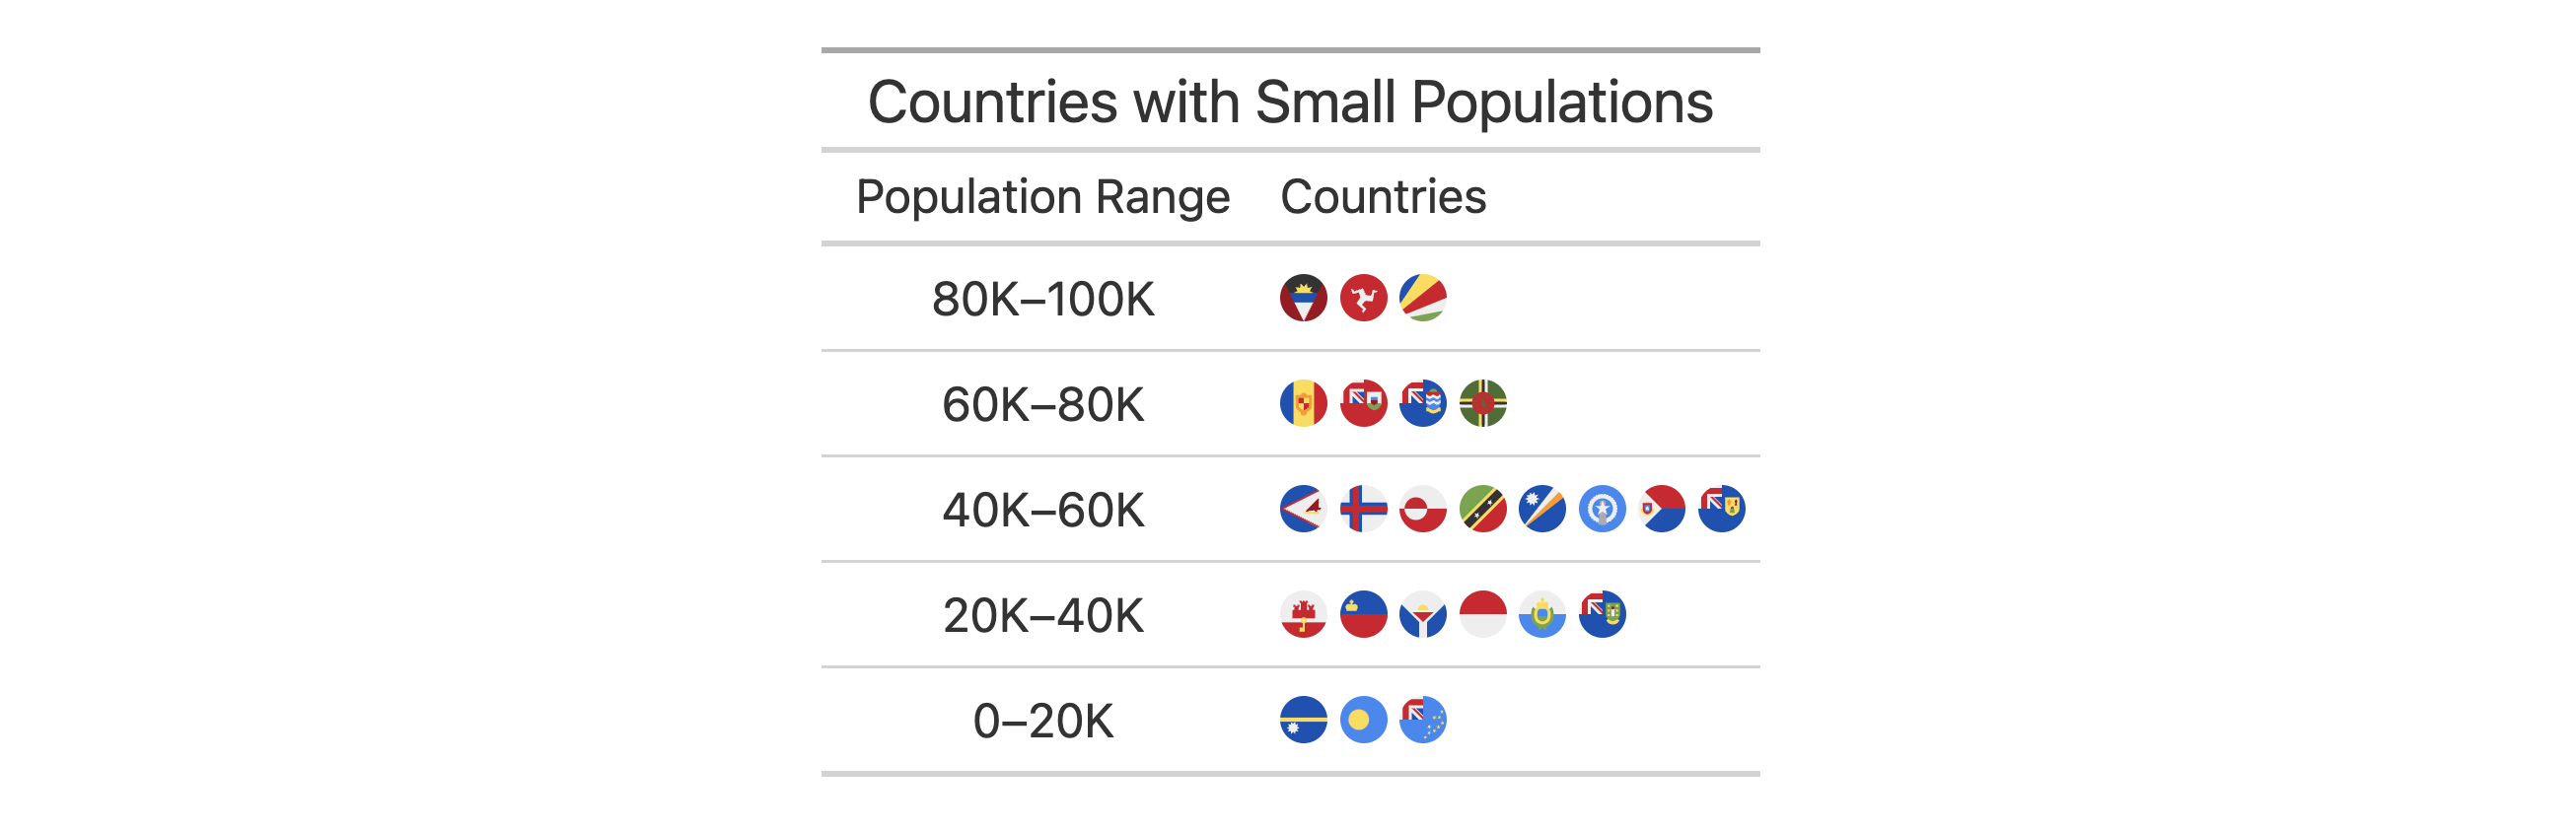 Countries with Small Populations
Population Range Countries
80K–100K
60K–80K
40K–60K
20K–40K
0–20K